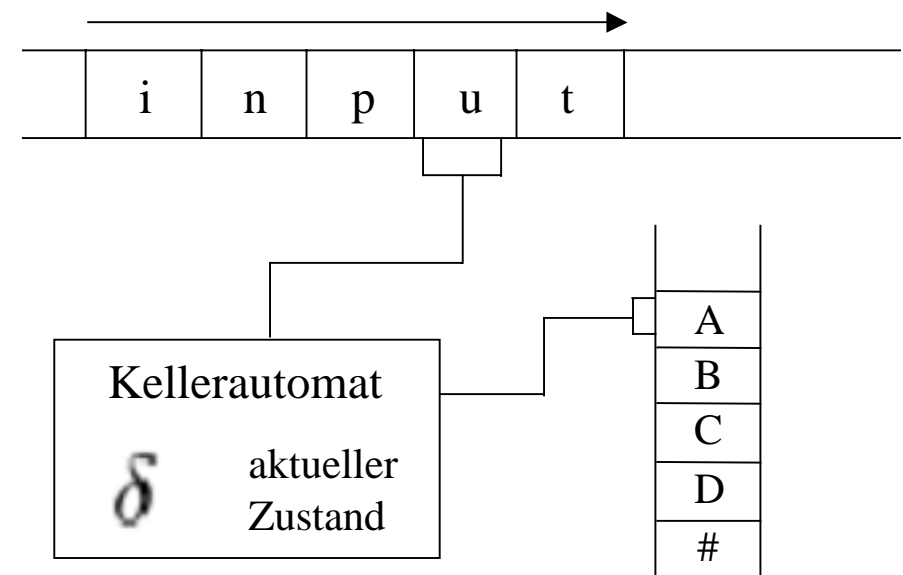 i n p u t
Kellerautomat
δ aktueller
Zustand
A
B
C
D
#